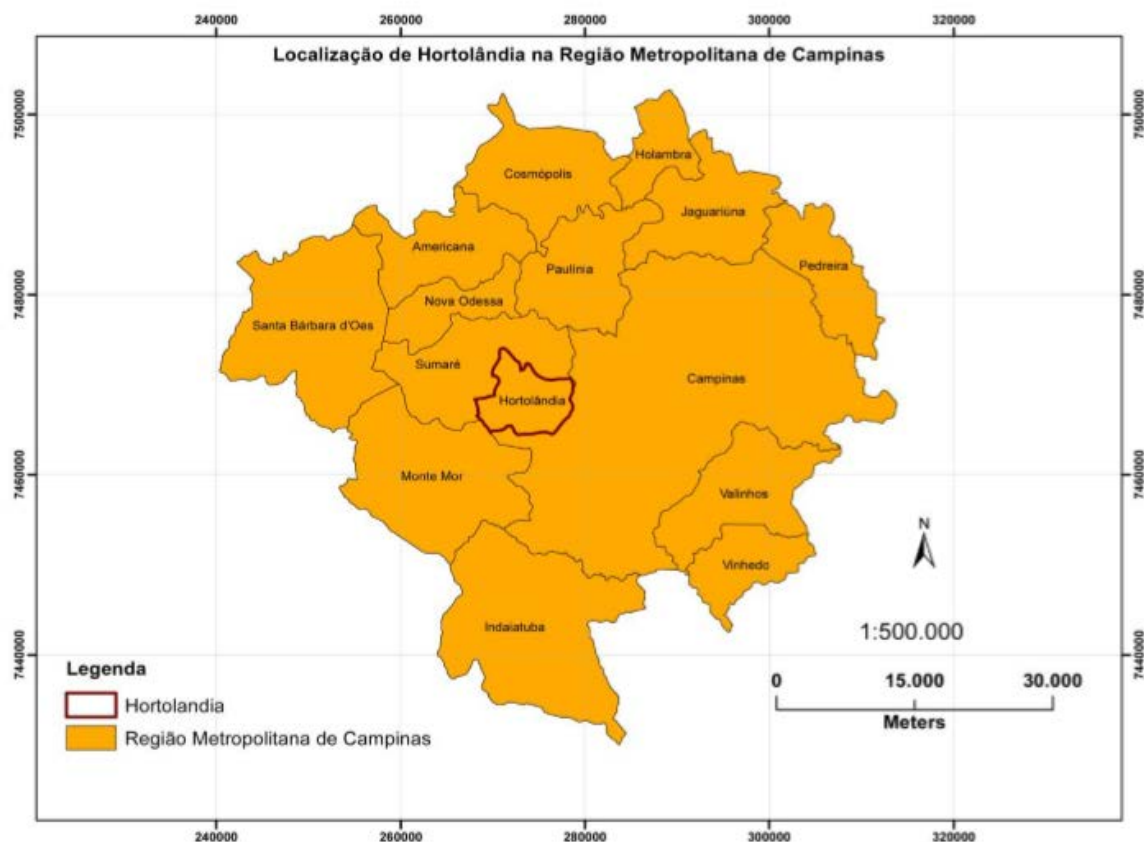 240000 260000 280000 300000 320000
Localização de Hortolândia na Região Metropolitana de Campinas
7500000 7500000
Holambra
Cosmópolis
Jaguariúna
Americana
Pedreira
Paulínia
7480000 7480000
Nova Odessa
Santa Bárbara d'Oes
Sumaré
Campinas
Hortolândia
7460000 7460000
Monte Mor
Valinhos
N
Vinhedo
Indaiatuba
1:500.000
7440000 7440000
Legenda
0 15.000 30.000
Meters
Hortolandia
Região Metropolitana de Campinas
240000 260000 280000 300000 320000